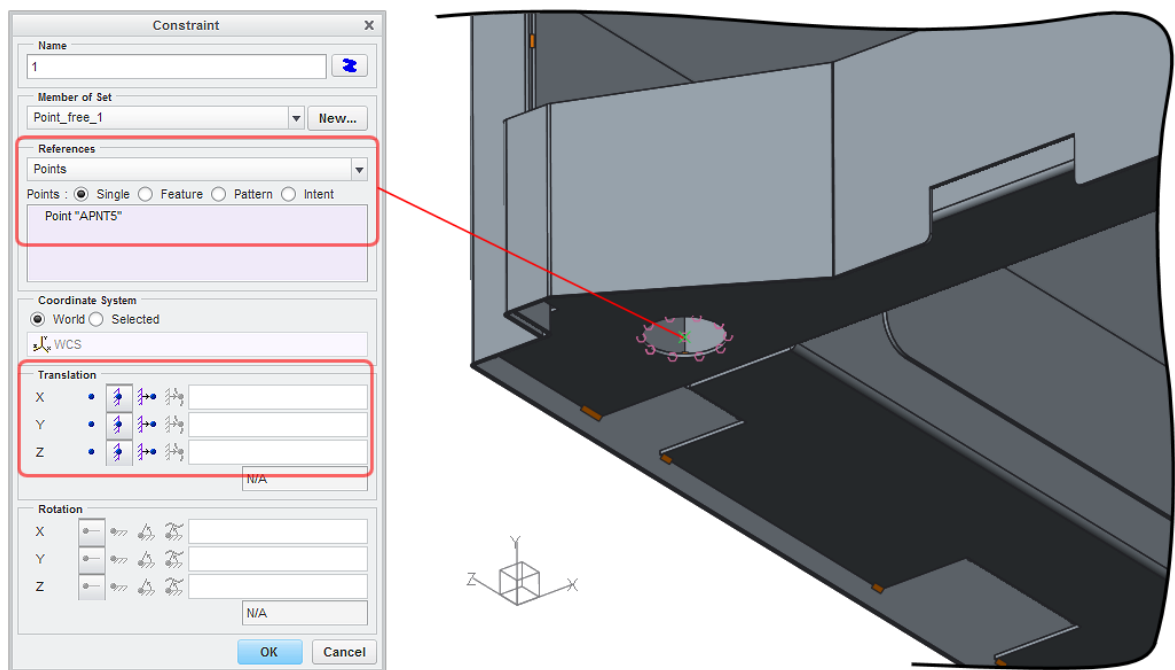 Constraint
Name
1
Member of Set
Point_free_1
New...
References
Points
Points : Single Feature Pattern Intent
Point "APNT5"
Coordinate System
World Selected
WCS
Translation
X
Y
Z
N/A
Rotation
X
Y
Z
N/A
OK Cancel
Y
Z
X